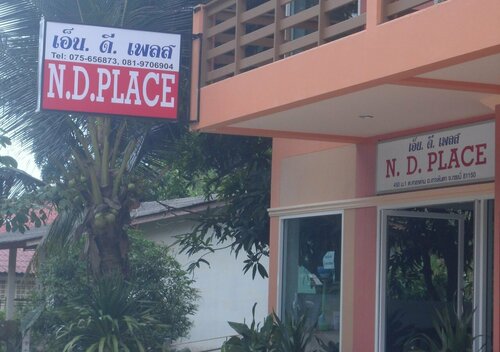 เอ็น. ดี. เพลส
Tel: 075-656873, 081-9706904
N.D.PLACE
เอ็น. ดี. เพลส
N. D. PLACE
81150